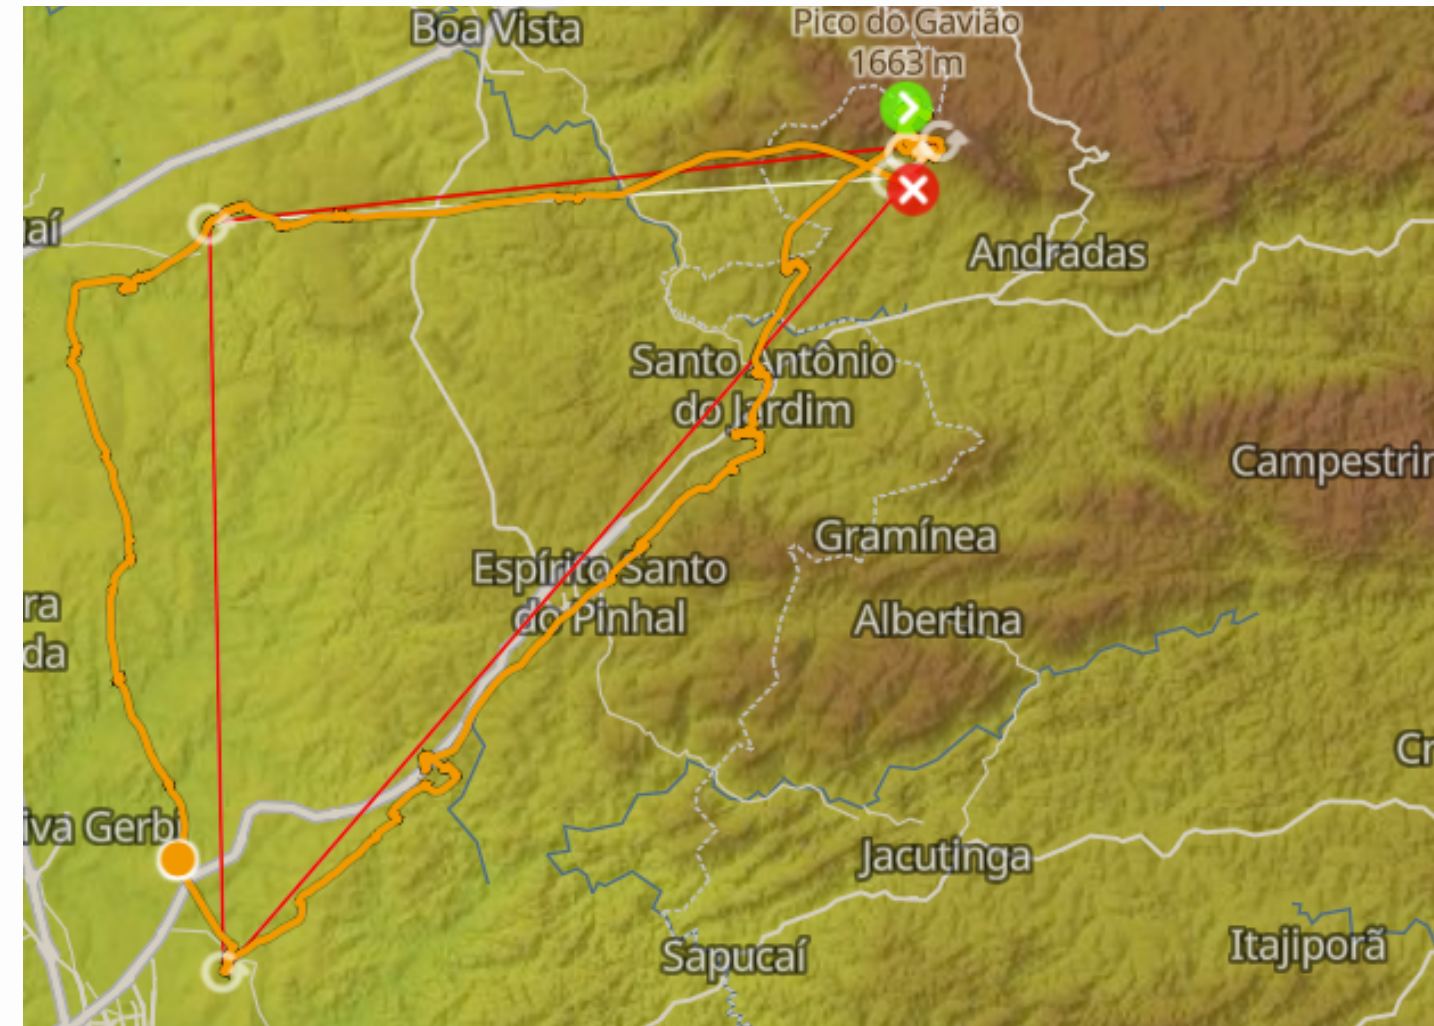 Boa Vista
Pico do Gavião
1663 m
aí
Andradas
Santo Antônio
do Jardim
Campestrin
Gramínea
Espírito Santo
do Pinhal
ra
da
Albertina
Cr
iva Gerbi
Jacutinga
Sapucaí
Itajiporã